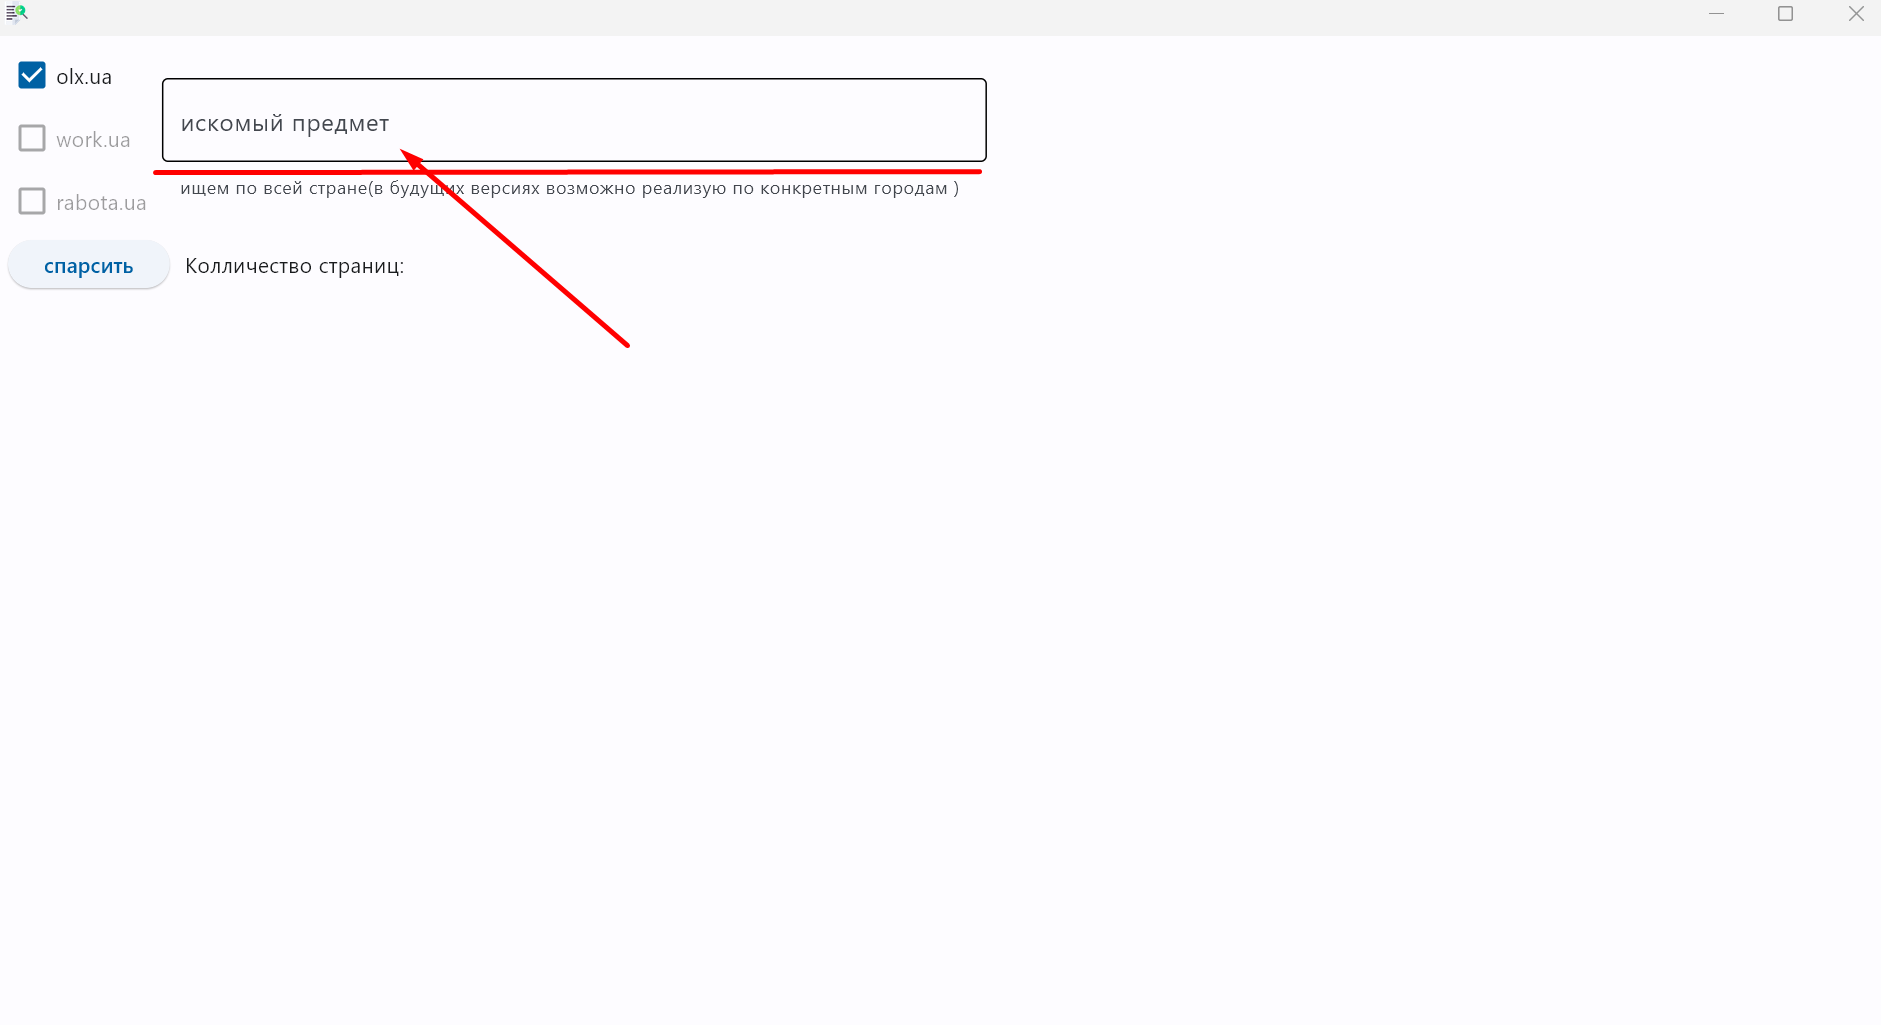 olx.ua
искомый предмет
work.ua
ищем по всей стране(в будущих версиях возможно реализую по конкретным городам )
rabota.ua
спарсить
Колличество страниц: